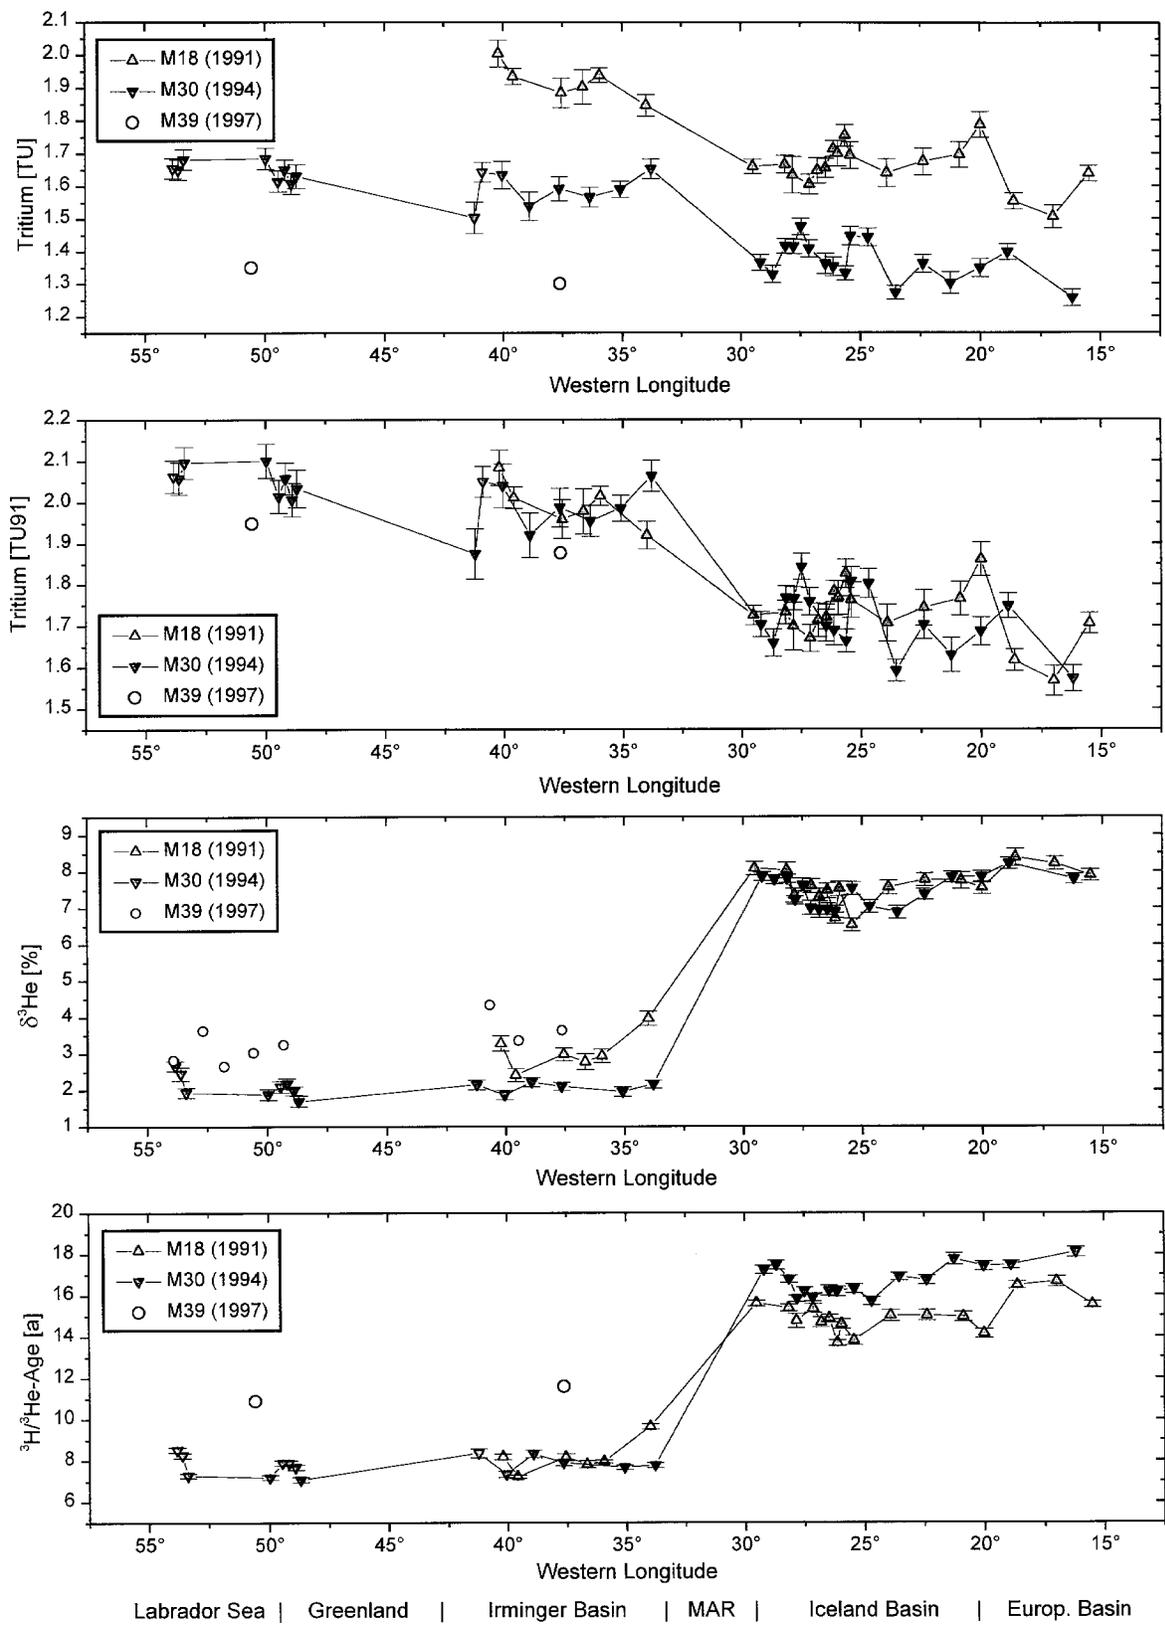 2.1
2.0
1.9
1.8
1.7
1.6
1.5
1.4
1.3
1.2
Tritium [TU]
M18 (1991)
M30 (1994)
M39 (1997)
55° 50° 45° 40° 35° 30° 25° 20° 15°
Western Longitude
2.2
2.1
2.0
1.9
1.8
1.7
1.6
1.5
Tritium [TU91]
M18 (1991)
M30 (1994)
M39 (1997)
55° 50° 45° 40° 35° 30° 25° 20° 15°
Western Longitude
9
8
7
6
5
4
3
2
1
δ³He [%]
M18 (1991)
M30 (1994)
M39 (1997)
55° 50° 45° 40° 35° 30° 25° 20° 15°
Western Longitude
20
18
16
14
12
10
8
6
³H/³He-Age [a]
M18 (1991)
M30 (1994)
M39 (1997)
55° 50° 45° 40° 35° 30° 25° 20° 15°
Western Longitude
Labrador Sea | Greenland | Irminger Basin | MAR | Iceland Basin | Europ. Basin